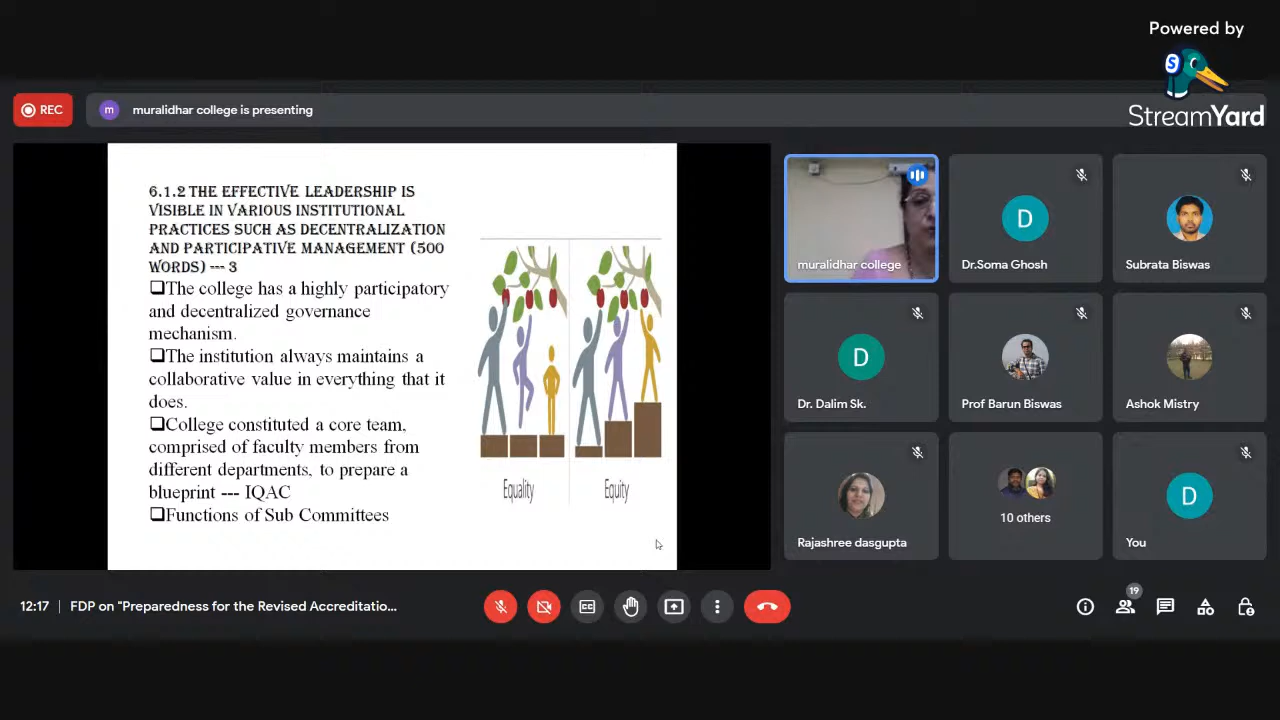 Powered by
StreamYard
REC
m
muralidhar college is presenting
6.1.2 THE EFFECTIVE LEADERSHIP IS
VISIBLE IN VARIOUS INSTITUTIONAL
PRACTICES SUCH AS DECENTRALIZATION
AND PARTICIPATIVE MANAGEMENT (500
WORDS) --- 3
❑The college has a highly participatory
and decentralized governance
mechanism.
❑The institution always maintains a
collaborative value in everything that it
does.
❑College constituted a core team,
comprised of faculty members from
different departments, to prepare a
blueprint --- IQAC
❑Functions of Sub Committees
Equality
Equity
muralidhar college
D
Dr.Soma Ghosh
Subrata Biswas
D
Dr. Dalim Sk.
Prof Barun Biswas
Ashok Mistry
Rajashree dasgupta
10 others
D
You
12:17
FDP on "Preparedness for the Revised Accreditatio...
19